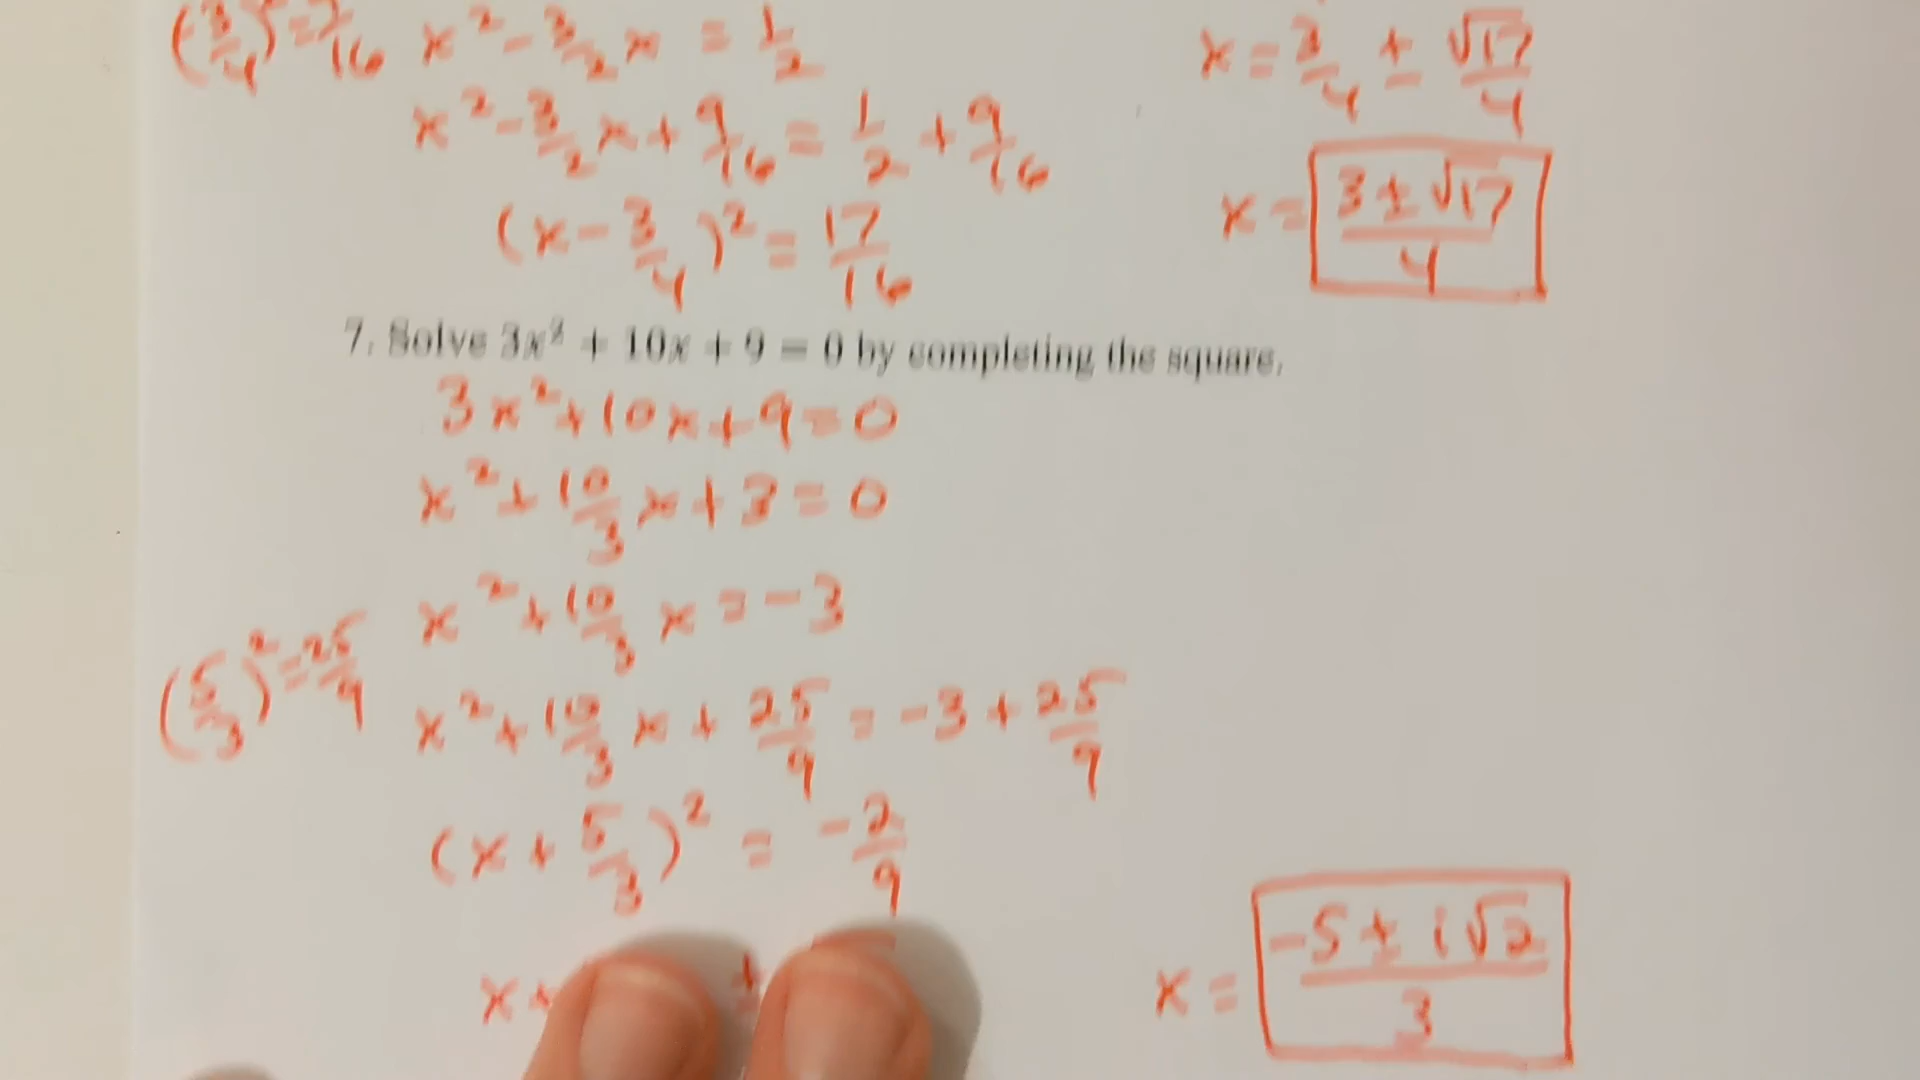 (3/4)² = 9/16 x² - 3/2 x = 1/2
x² - 3/2 x + 9/16 = 1/2 + 9/16
(x - 3/4)² = 17/16
x = 3/4 ± √17/4
x = (3 ± √17)/4
7. Solve 3x² + 10x + 9 = 0 by completing the square.
3x² + 10x + 9 = 0
x² + 10/3 x + 3 = 0
x² + 10/3 x = -3
(5/3)² = 25/9 x² + 10/3 x + 25/9 = -3 + 25/9
(x + 5/3)² = -2/9
x + ±
x = (-5 ± i√2)/3